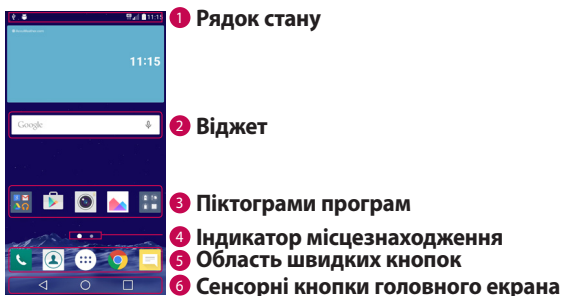 11:15
1 Рядок стану
11:15
Google
2 Віджет
3 Піктограми програм
4 Індикатор місцезнаходження
5 Область швидких кнопок
6 Сенсорні кнопки головного екрана